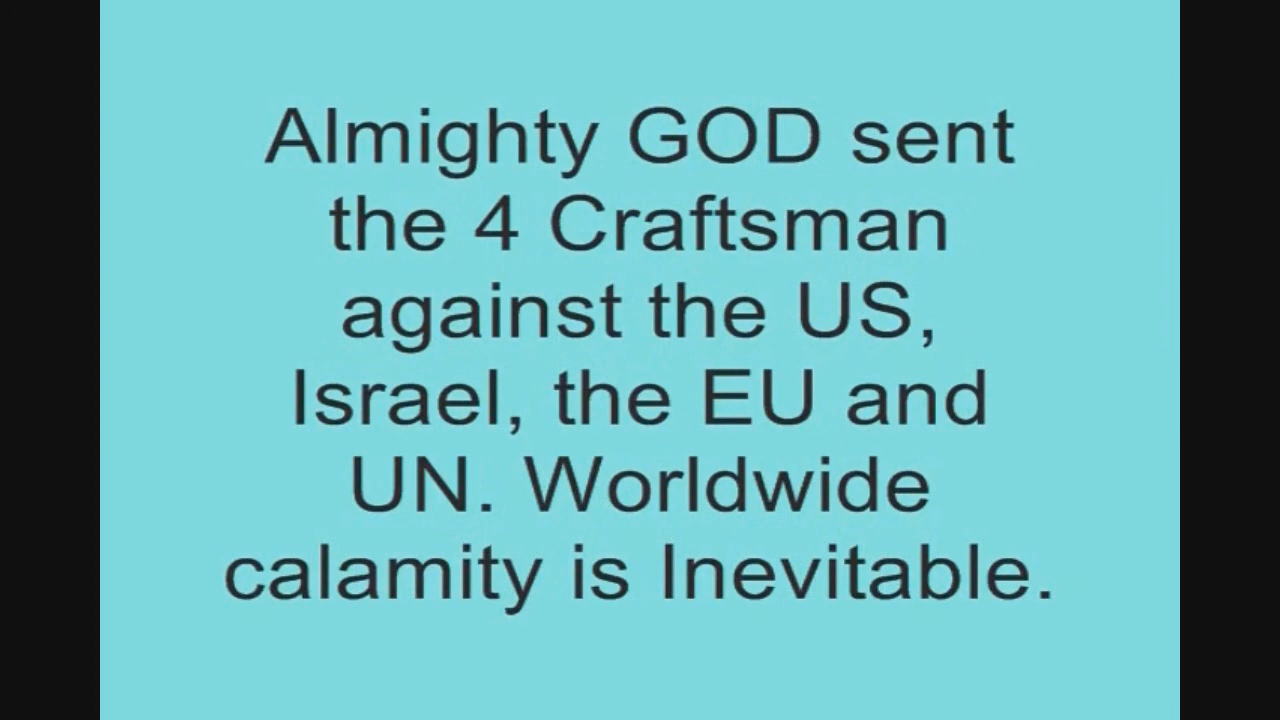 Almighty GOD sent
the 4 Craftsman
against the US,
Israel, the EU and
UN. Worldwide
calamity is Inevitable.